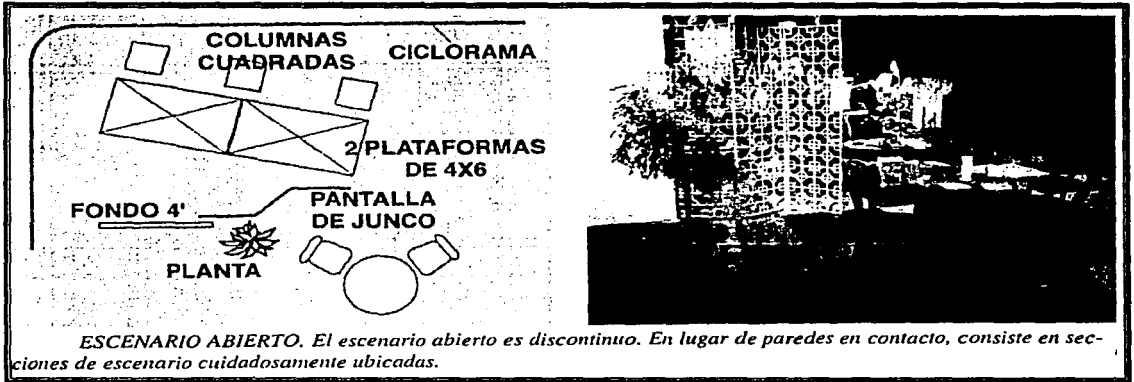 COLUMNAS
CUADRADAS
CICLORAMA
2 PLATAFORMAS
DE 4X6
PANTALLA
DE JUNCO
FONDO 4'
PLANTA
ESCENARIO ABIERTO. El escenario abierto es discontinuo. En lugar de paredes en contacto, consiste en sec-
ciones de escenario cuidadosamente ubicadas.